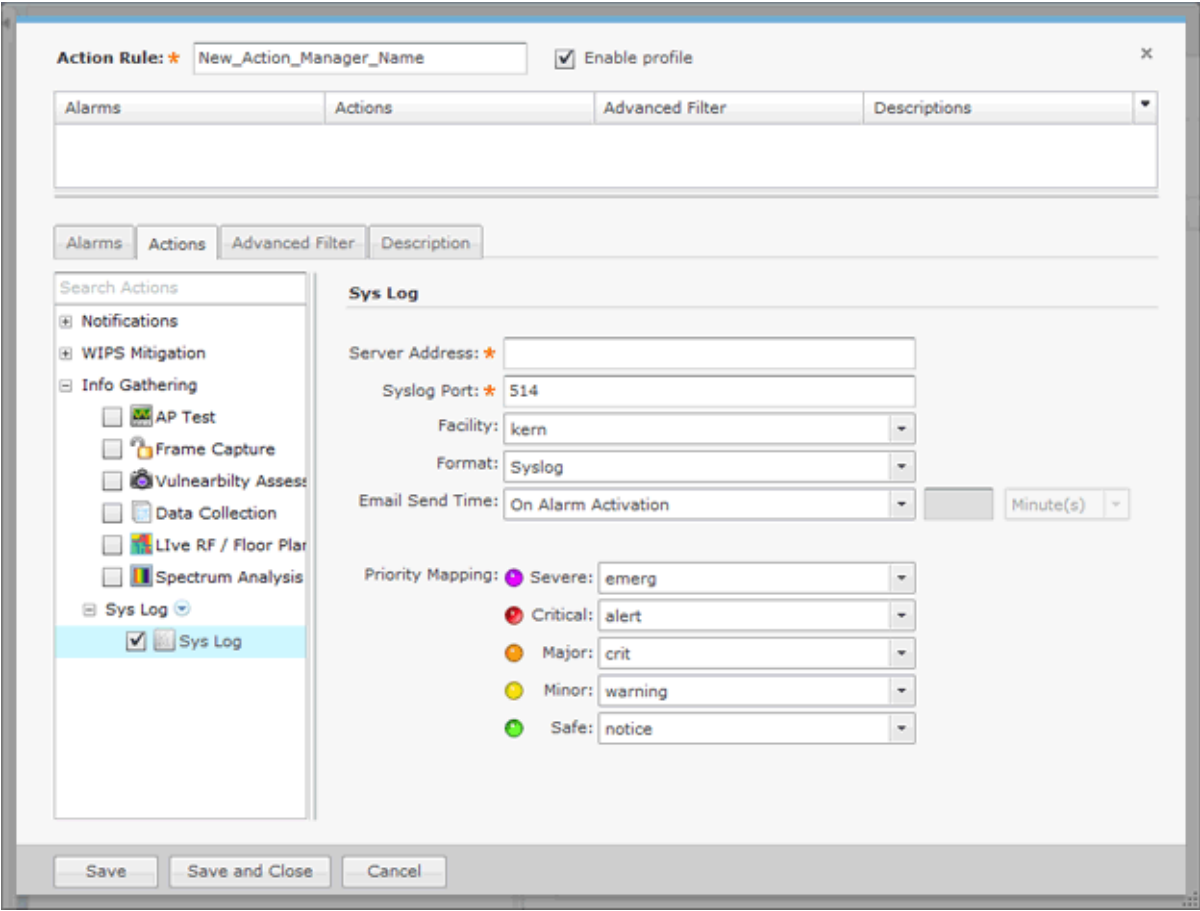 Action Rule: * New_Action_Manager_Name Enable profile
Alarms Actions Advanced Filter Descriptions
Alarms Actions Advanced Filter Description
Search Actions
Notifications
WIPS Mitigation
Info Gathering
AP Test
Frame Capture
Vulnearbilty Assess
Data Collection
LIve RF / Floor Plan
Spectrum Analysis
Sys Log
Sys Log
Sys Log
Server Address: *
Syslog Port: * 514
Facility: kern
Format: Syslog
Email Send Time: On Alarm Activation Minute(s)
Priority Mapping: Severe: emerg
Critical: alert
Major: crit
Minor: warning
Safe: notice
Save Save and Close Cancel